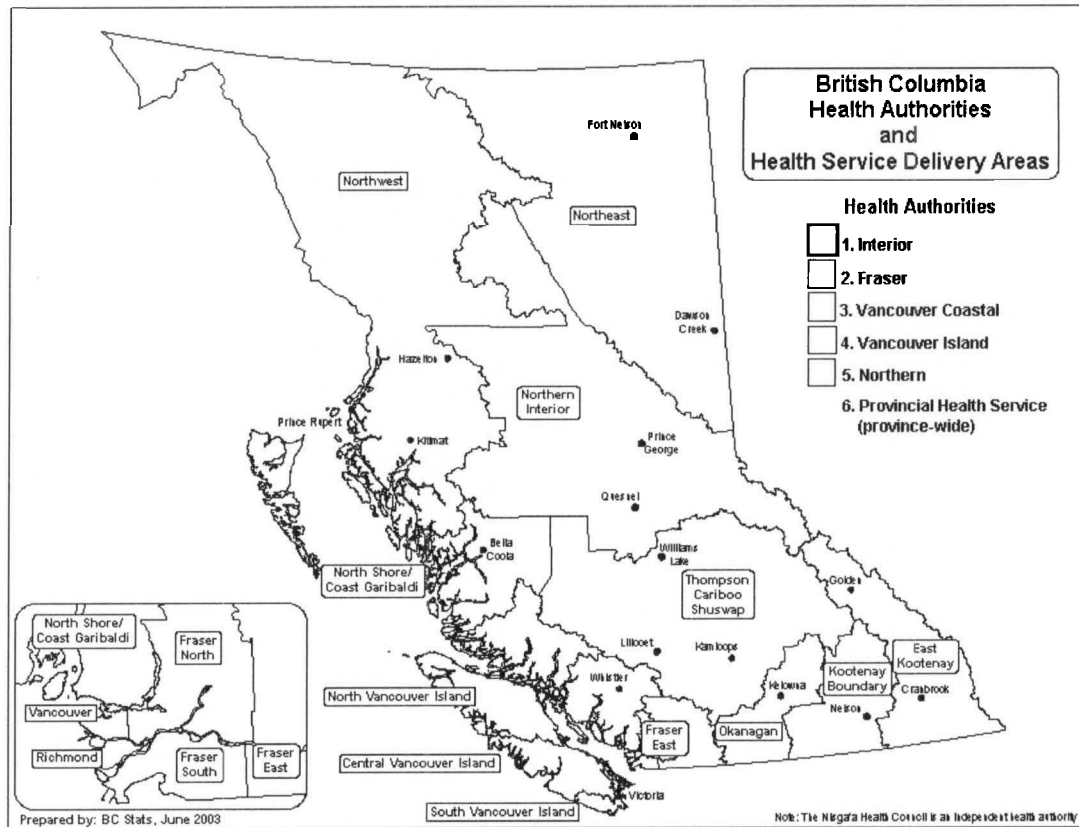 British Columbia
Health Authorities
and
Health Service Delivery Areas
Health Authorities
1. Interior
2. Fraser
3. Vancouver Coastal
4. Vancouver Island
5. Northern
6. Provincial Health Service
(province-wide)
Fort Nelson
Northwest
Northeast
Dawson
Creek
Hazelton
Northern
Interior
Prince Rupert
Kitimat
Prince
George
Quesnel
Bella
Coola
Williams
Lake
North Shore/
Coast Garibaldi
Thompson
Cariboo
Shuswap
Golden
Lillooet
Kamloops
East
Kootenay
Kootenay
Boundary
Whistler
Kelowna
Cranbrook
Nelson
North Vancouver Island
Fraser
East
Okanagan
Central Vancouver Island
Victoria
South Vancouver Island
North Shore/
Coast Garibaldi
Fraser
North
Vancouver
Richmond
Fraser
South
Fraser
East
Prepared by: BC Stats, June 2003
Note: The Nisga'a Health Council is an independent health authority